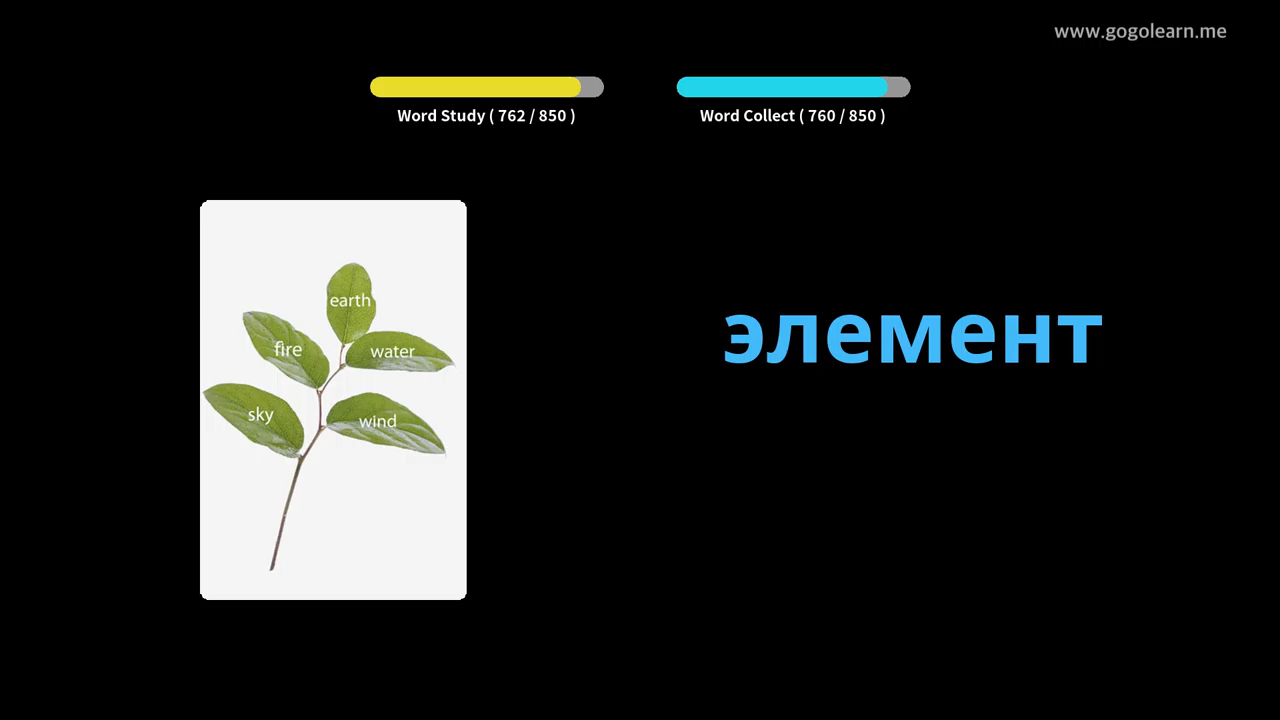 www.gogolearn.me
Word Study ( 762 / 850 )
Word Collect ( 760 / 850 )
earth
fire
water
sky
wind
элемент